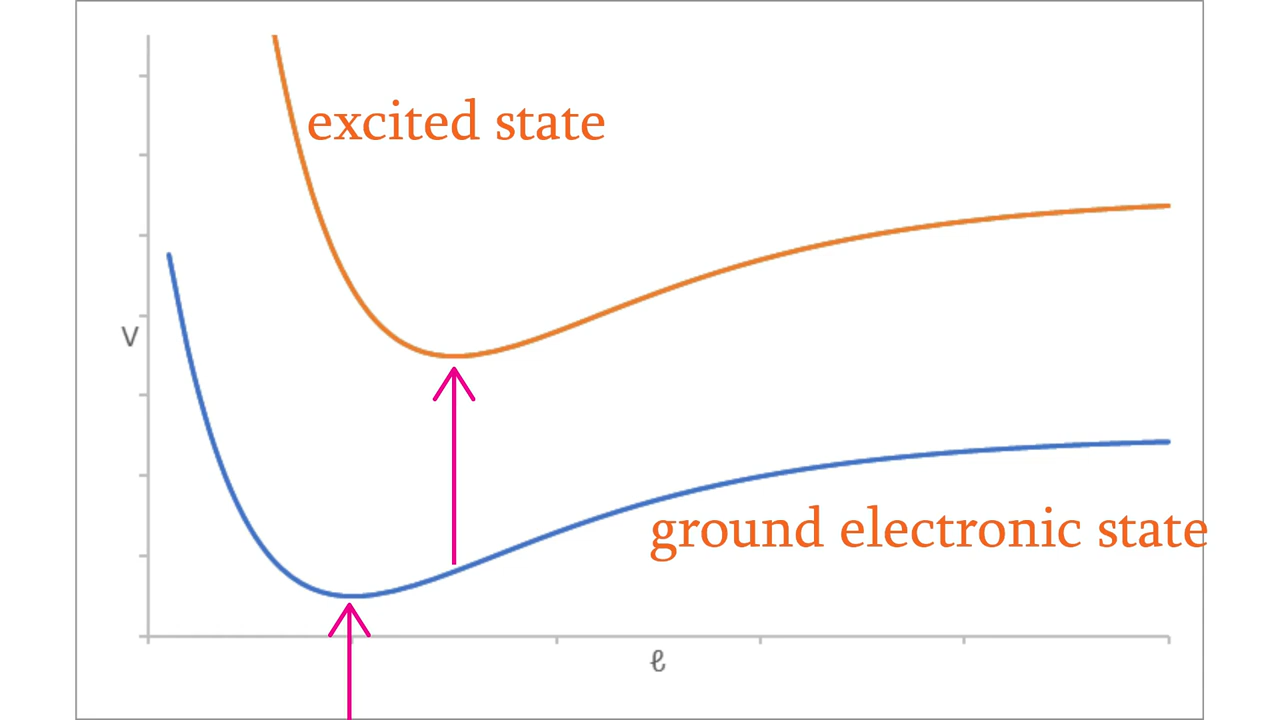 excited state
V
ground electronic state
ℓ